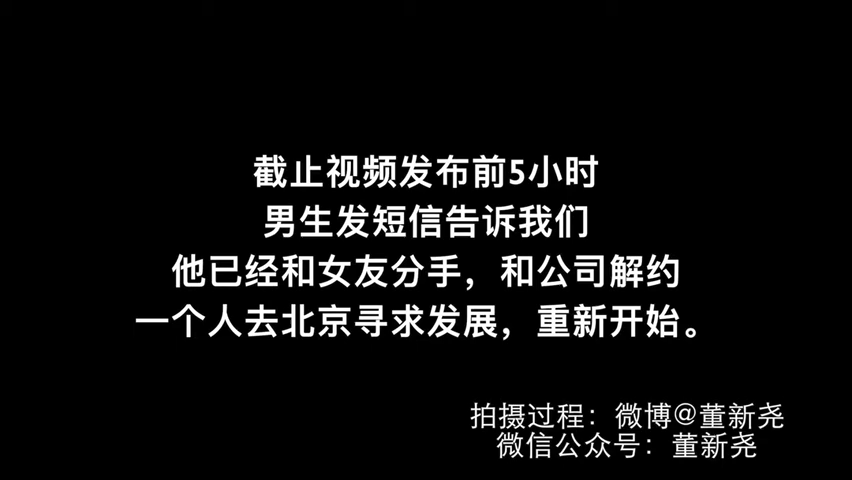 截止视频发布前5小时
男生发短信告诉我们
他已经和女友分手，和公司解约
一个人去北京寻求发展，重新开始。
拍摄过程：微博@董新尧
微信公众号：董新尧